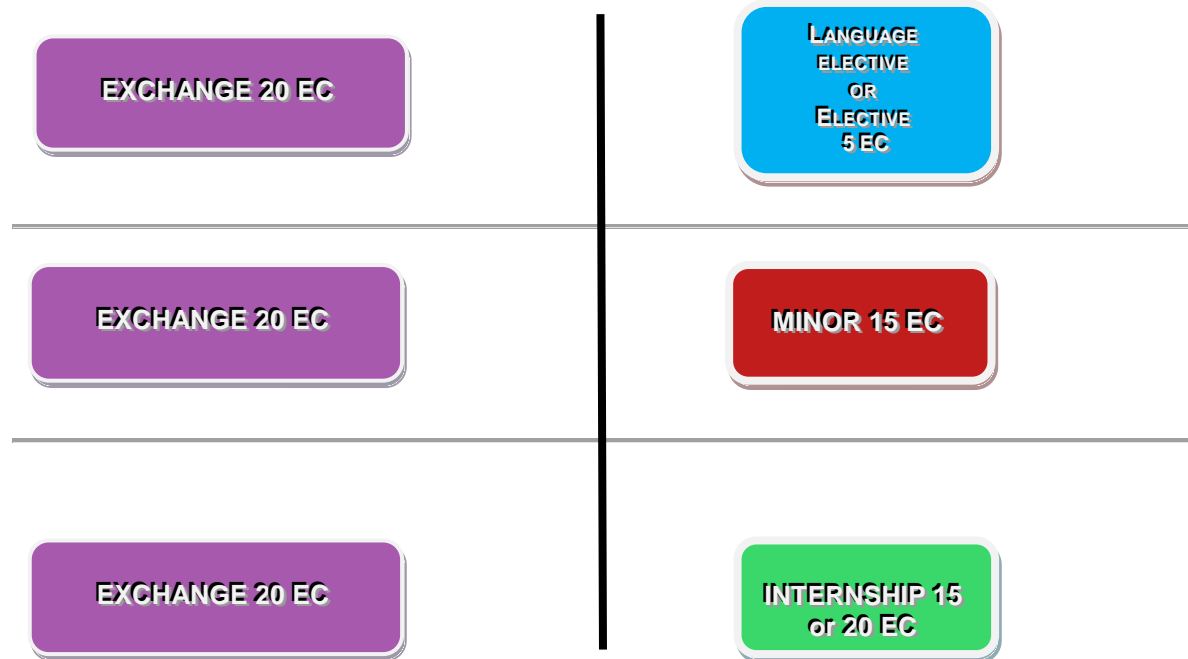 EXCHANGE 20 EC
LANGUAGE
ELECTIVE
OR
ELECTIVE
5 EC
EXCHANGE 20 EC
MINOR 15 EC
EXCHANGE 20 EC
INTERNSHIP 15
or 20 EC